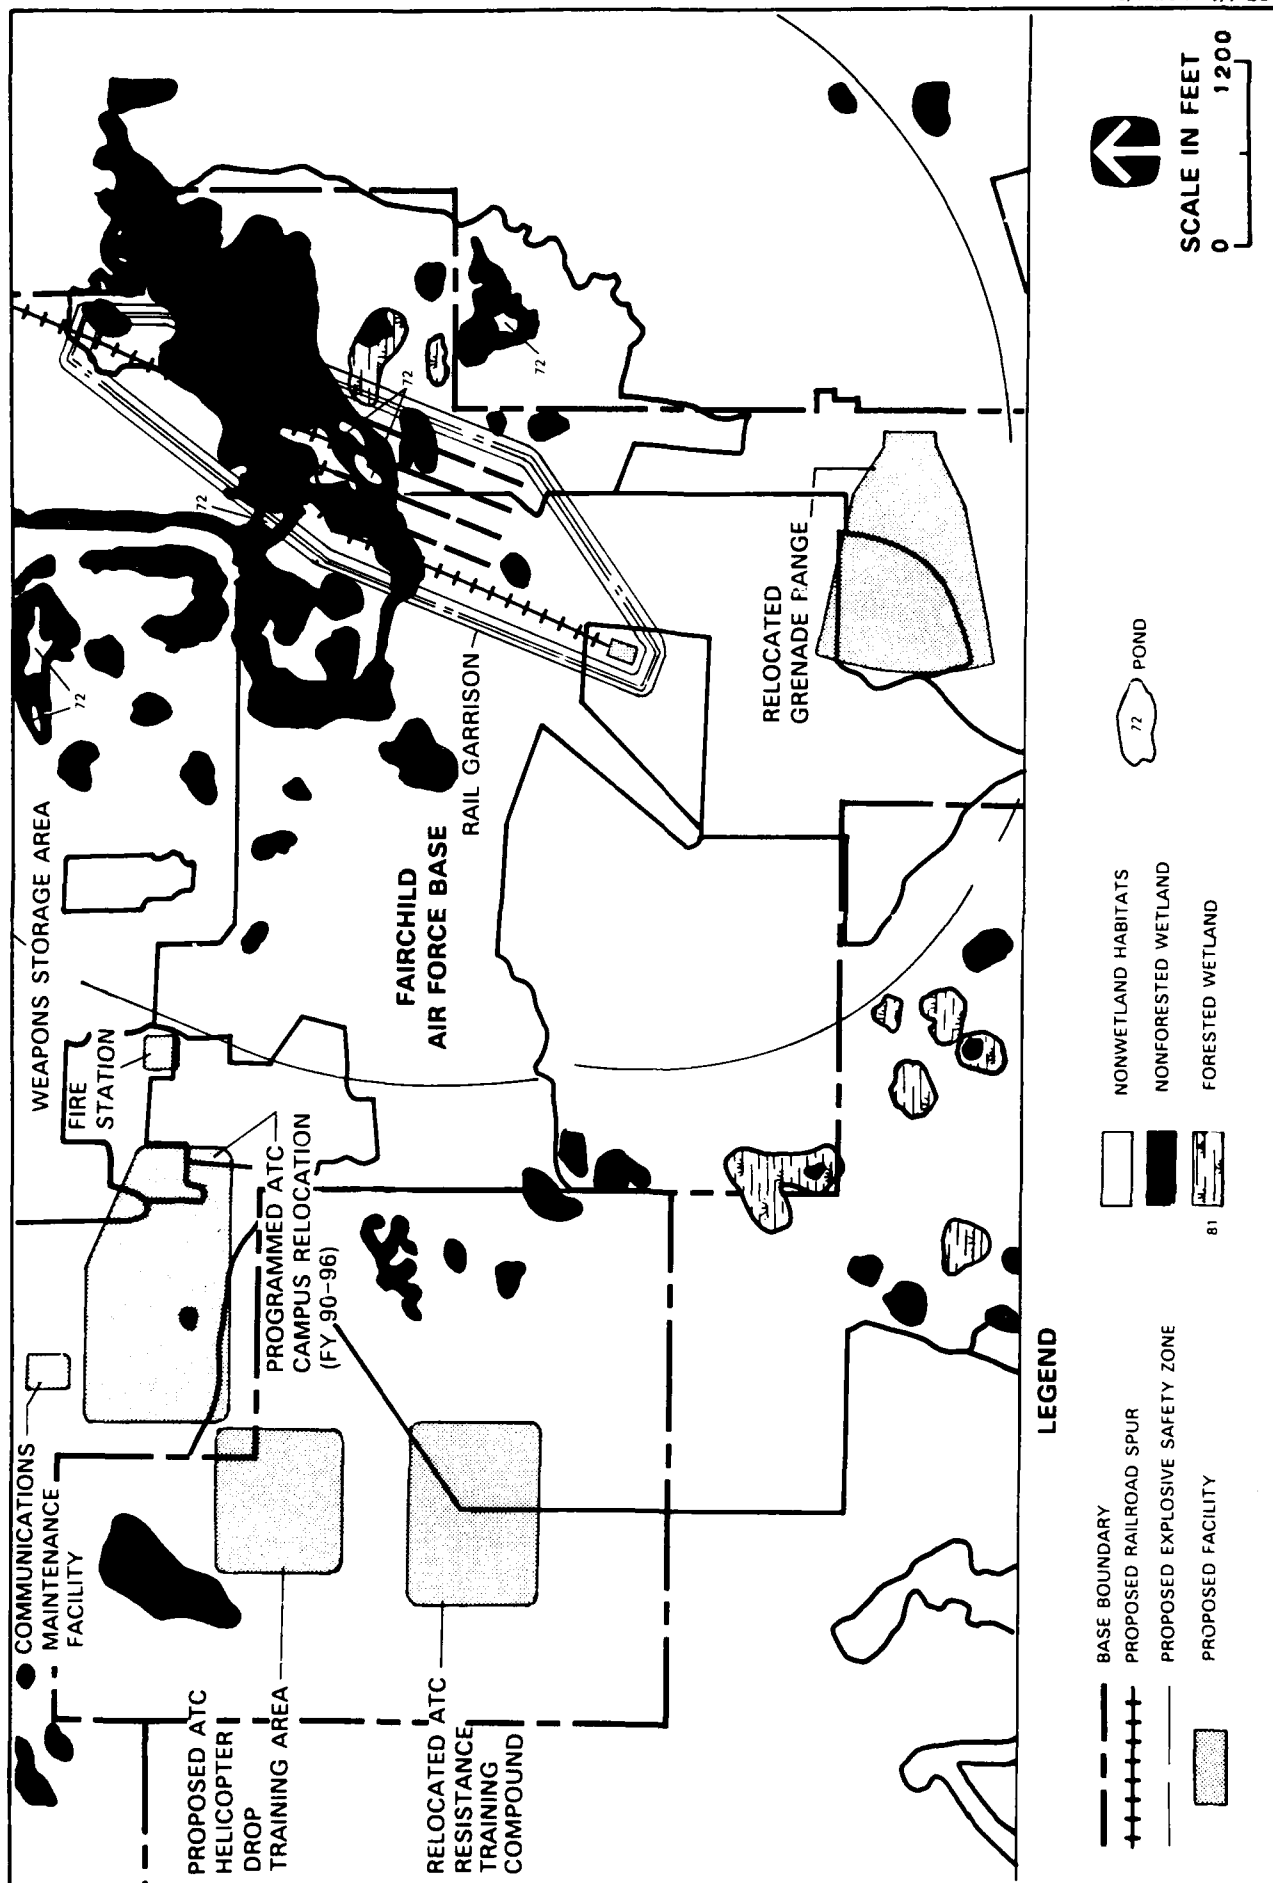 WEAPONS STORAGE AREA
FIRE
STATION
COMMUNICATIONS
MAINTENANCE
FACILITY
PROGRAMMED ATC
CAMPUS RELOCATION
(FY 90-96)
PROPOSED ATC
HELICOPTER
DROP
TRAINING AREA
RELOCATED ATC
RESISTANCE
TRAINING
COMPOUND
FAIRCHILD
AIR FORCE BASE
RAIL GARRISON
RELOCATED
GRENADE RANGE
72
72
72
72
LEGEND
BASE BOUNDARY
PROPOSED RAILROAD SPUR
PROPOSED EXPLOSIVE SAFETY ZONE
PROPOSED FACILITY
NONWETLAND HABITATS
NONFORESTED WETLAND
81
FORESTED WETLAND
72
POND
SCALE IN FEET
0 1200